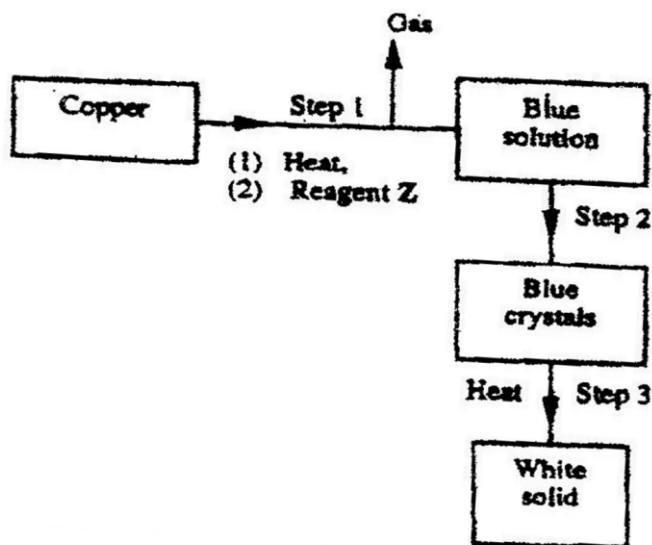 Gas
Copper
Step 1
Blue
solution
(1) Heat.
(2) Reagent Z
Step 2
Blue
crystals
Heat
Step 3
White
solid